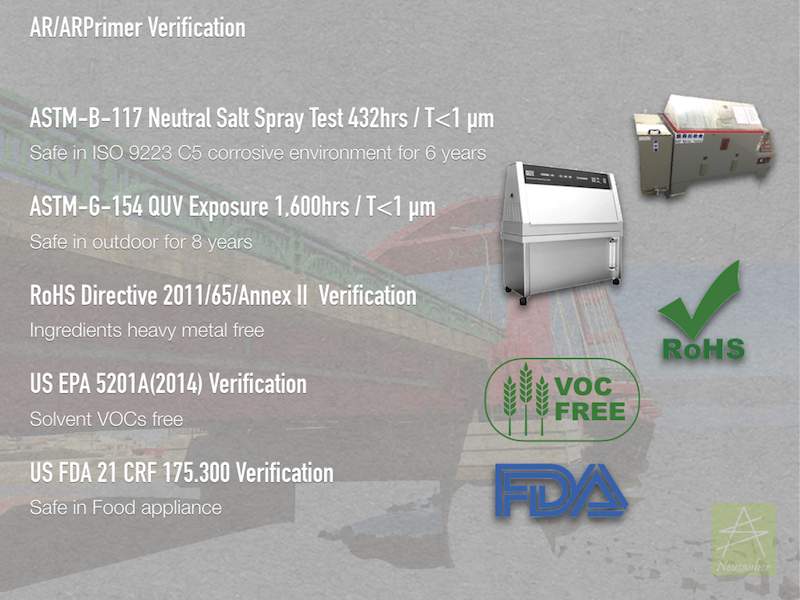 AR/ARPrimer Verification
ASTM-B-117 Neutral Salt Spray Test 432hrs / T<1 μm
Safe in ISO 9223 C5 corrosive environment for 6 years
ASTM-G-154 QUV Exposure 1,600hrs / T<1 μm
Safe in outdoor for 8 years
RoHS Directive 2011/65/Annex II Verification
Ingredients heavy metal free
RoHS
US EPA 5201A(2014) Verification
Solvent VOCs free
VOC
FREE
US FDA 21 CRF 175.300 Verification
Safe in Food appliance
FDA